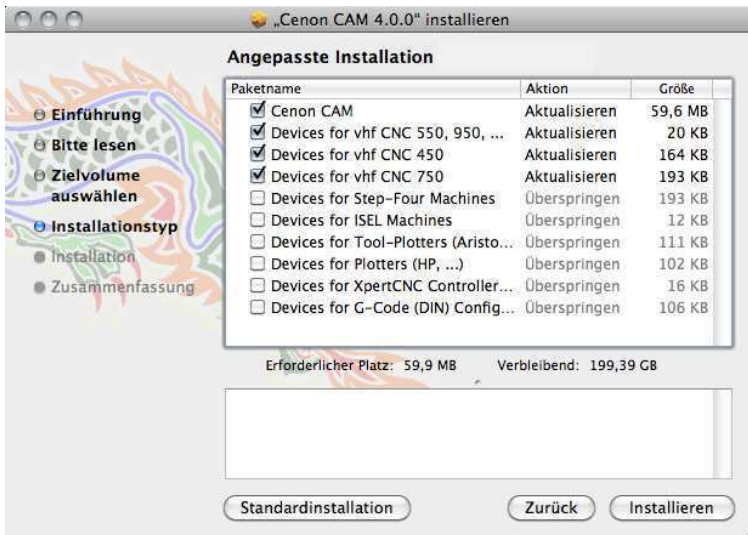 „Cenon CAM 4.0.0“ installieren
Angepasste Installation
Einführung
Bitte lesen
Zielvolume
auswählen
Installationstyp
Installation
Zusammenfassung
Paketname Aktion Größe
Cenon CAM Aktualisieren 59,6 MB
Devices for vhf CNC 550, 950, ... Aktualisieren 20 KB
Devices for vhf CNC 450 Aktualisieren 164 KB
Devices for vhf CNC 750 Aktualisieren 193 KB
Devices for Step-Four Machines Überspringen 193 KB
Devices for ISEL Machines Überspringen 12 KB
Devices for Tool-Plotters (Aristo... Überspringen 111 KB
Devices for Plotters (HP, ...) Überspringen 102 KB
Devices for XpertCNC Controller... Überspringen 16 KB
Devices for G-Code (DIN) Config... Überspringen 106 KB
Erforderlicher Platz: 59,9 MB Verbleibend: 199,39 GB
Standardinstallation Zurück Installieren